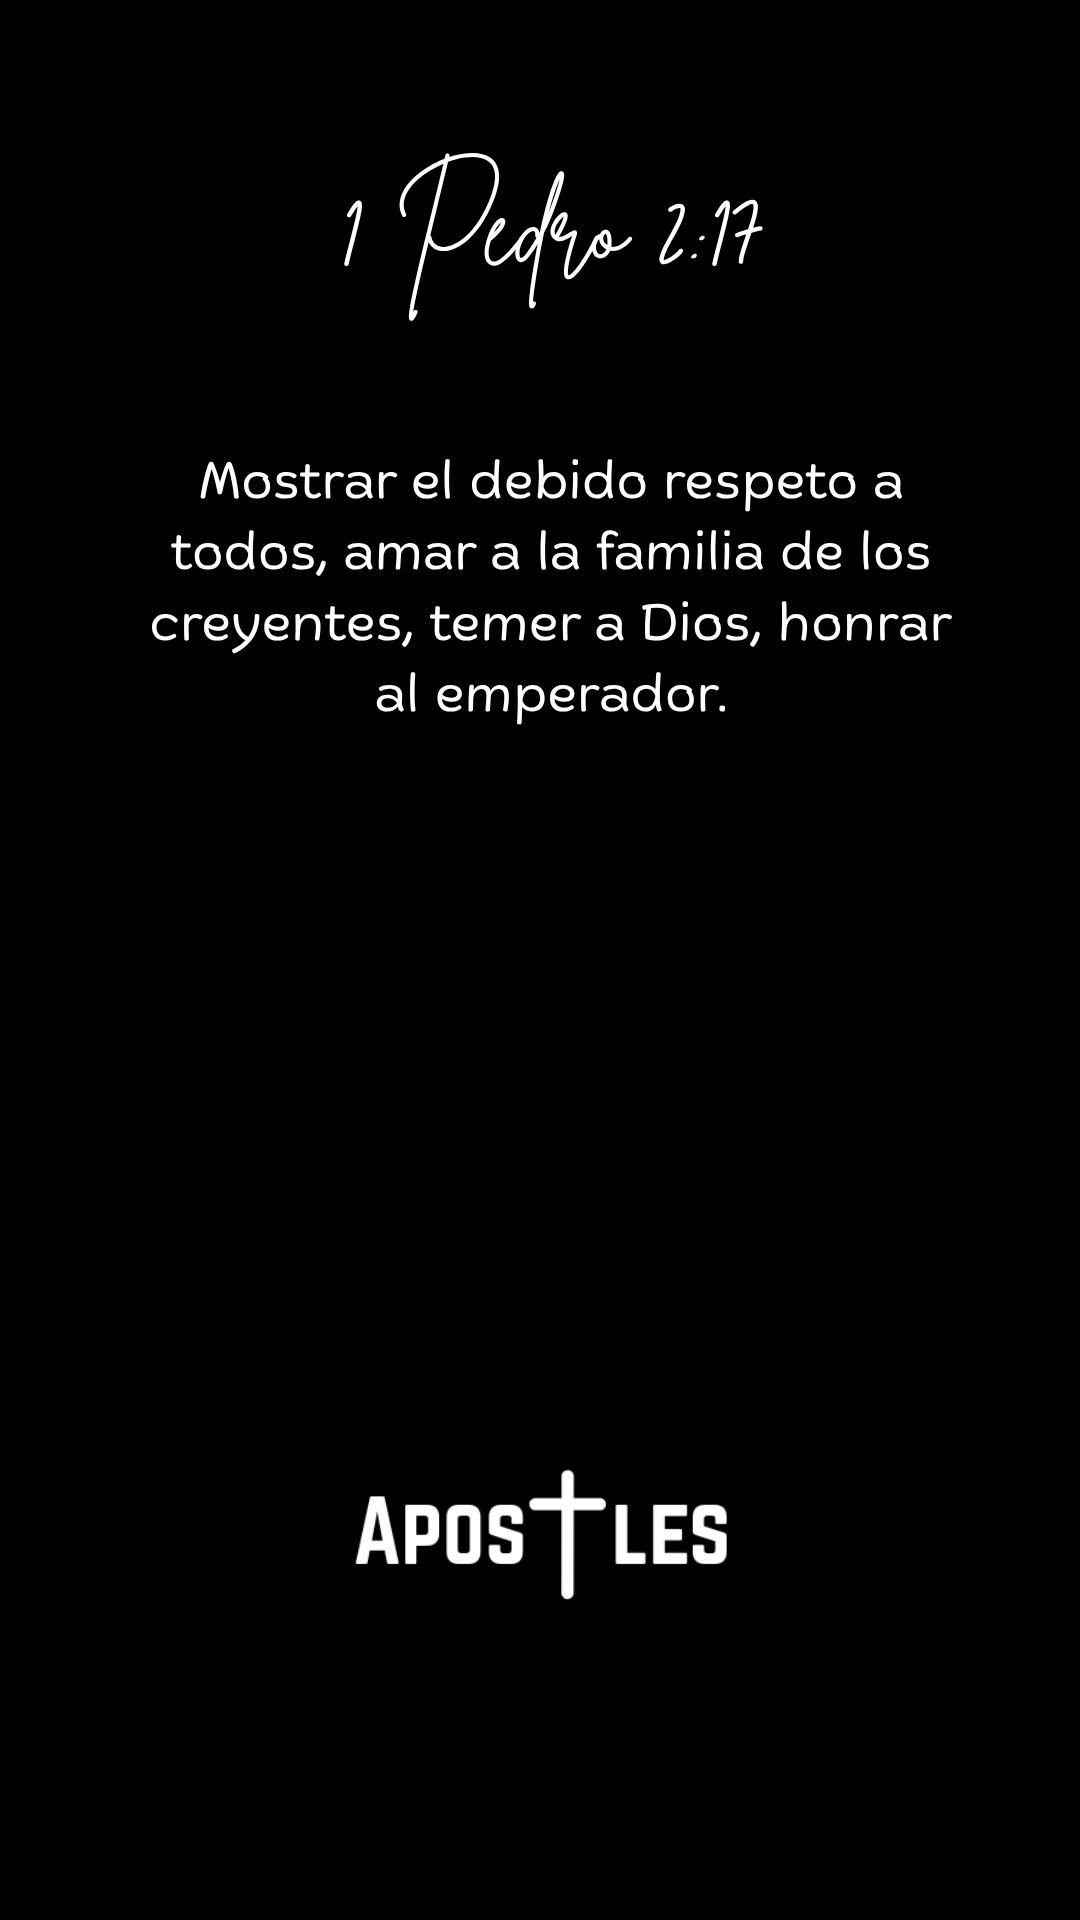 1 Pedro 2:17
Mostrar el debido respeto a
todos, amar a la familia de los
creyentes, temer a Dios, honrar
al emperador.
APOSTLES